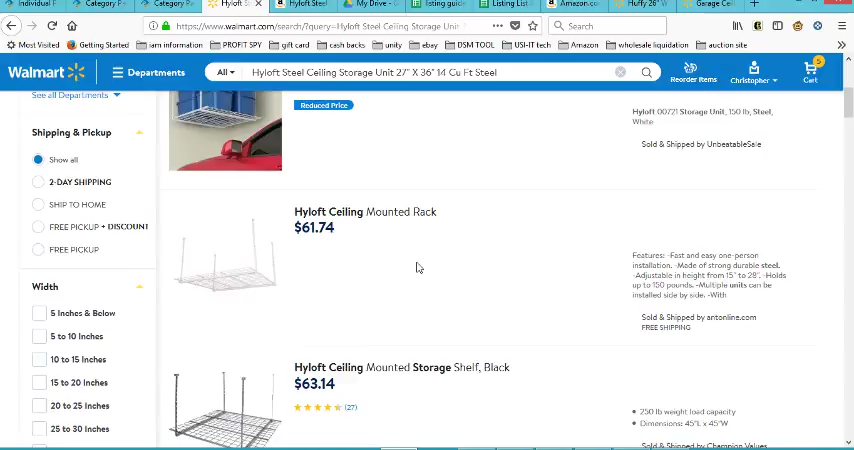 Individual F
Category P
Category P
Hyloft S
Hyloft Steel
My Drive - G
listing guide
Listing List
Amazon.co
Huffy 26" W
Garage Ceil
https://www.walmart.com/search/?query=Hyloft Steel Ceiling Storage Unit
Search
Most Visited
Getting Started
iam information
PROFIT SPY
gift card
cash backs
unity
ebay
DSM TOOL
USI-IT tech
Amazon
wholesale liquidation
auction site
Walmart
Departments
All
Hyloft Steel Ceiling Storage Unit 27" X 36" 14 Cu Ft Steel
Reorder Items
Christopher
5
Cart
See all Departments
Reduced Price
Hyloft 00721 Storage Unit, 150 lb, Steel,
White
Sold & Shipped by UnbeatableSale
Shipping & Pickup
Show all
2-DAY SHIPPING
SHIP TO HOME
FREE PICKUP + DISCOUNT
FREE PICKUP
Width
5 Inches & Below
5 to 10 Inches
10 to 15 Inches
15 to 20 Inches
20 to 25 Inches
25 to 30 Inches
Hyloft Ceiling Mounted Rack
$61.74
Features: -Fast and easy one-person
installation. -Made of strong durable steel.
-Adjustable in height from 15" to 28". -Holds
up to 150 pounds. -Multiple units can be
installed side by side. -With
Sold & Shipped by antonline.com
FREE SHIPPING
Hyloft Ceiling Mounted Storage Shelf, Black
$63.14
(27)
250 lb weight load capacity
Dimensions: 45"L x 45"W
Sold & Shipped by Champion Values